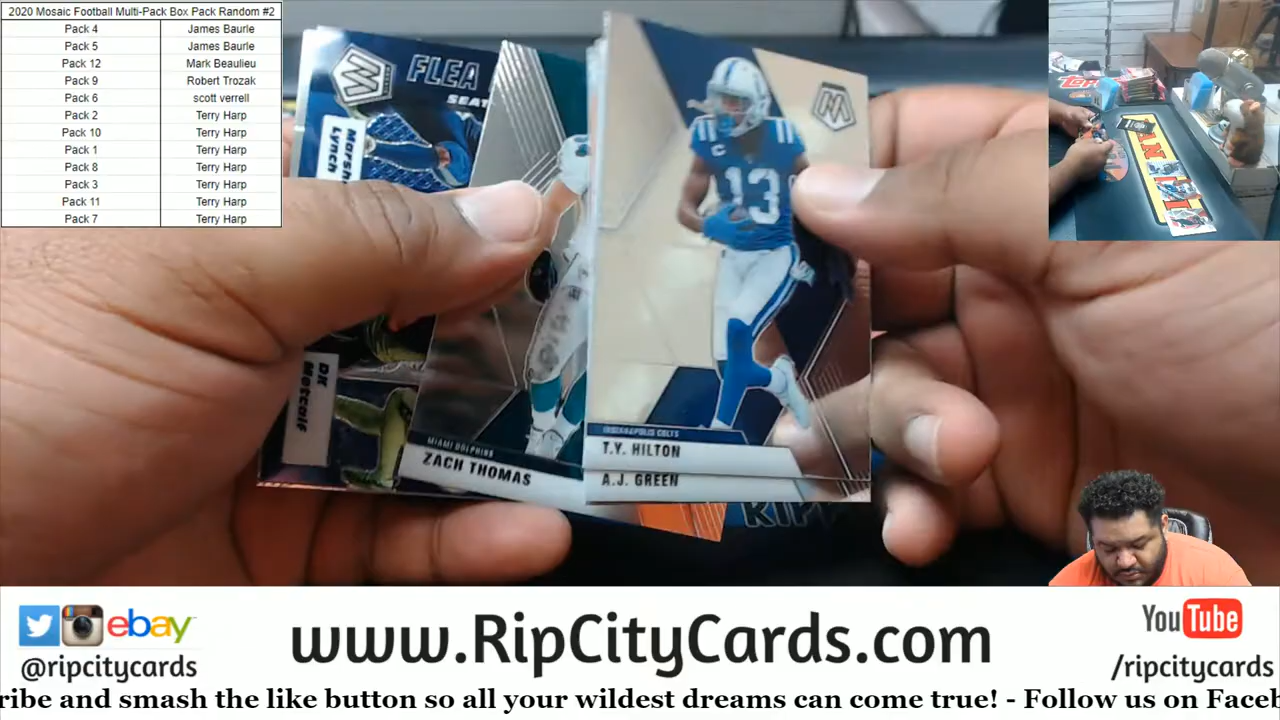 2020 Mosaic Football Multi-Pack Box Pack Random #2
Pack 4 James Baurle
Pack 5 James Baurle
Pack 12 Mark Beaulieu
Pack 9 Robert Trozak
Pack 6 scott verrell
Pack 2 Terry Harp
Pack 10 Terry Harp
Pack 1 Terry Harp
Pack 8 Terry Harp
Pack 3 Terry Harp
Pack 11 Terry Harp
Pack 7 Terry Harp
FLEA
SEAT
Marsh
Lynch
DK
Metcalf
MIAMI DOLPHINS
ZACH THOMAS
13
INDIANAPOLIS COLTS
T.Y. HILTON
A.J. GREEN
RIPP
ebay
@ripcitycards
www.RipCityCards.com
YouTube
/ripcitycards
ribe and smash the like button so all your wildest dreams can come true! - Follow us on Faceb